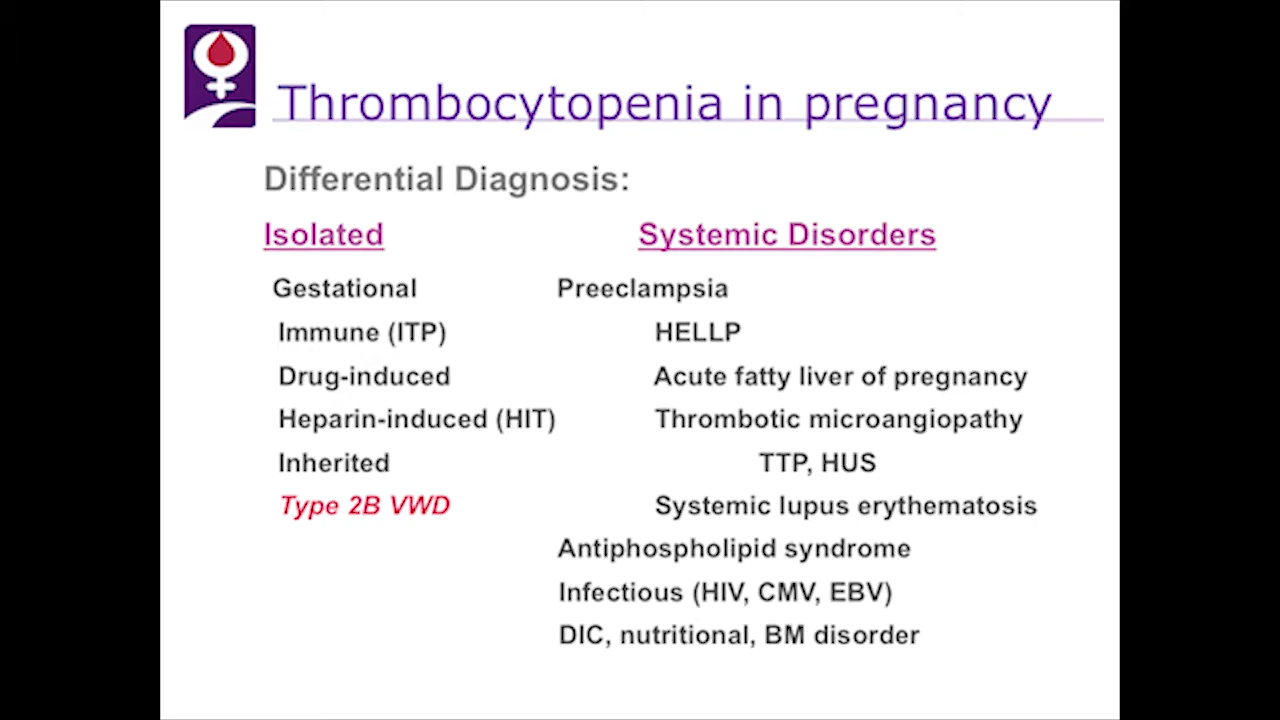 Thrombocytopenia in pregnancy
Differential Diagnosis:
Isolated Systemic Disorders
Gestational Preeclampsia
Immune (ITP) HELLP
Drug-induced Acute fatty liver of pregnancy
Heparin-induced (HIT) Thrombotic microangiopathy
Inherited TTP, HUS
Type 2B VWD Systemic lupus erythematosis
Antiphospholipid syndrome
Infectious (HIV, CMV, EBV)
DIC, nutritional, BM disorder